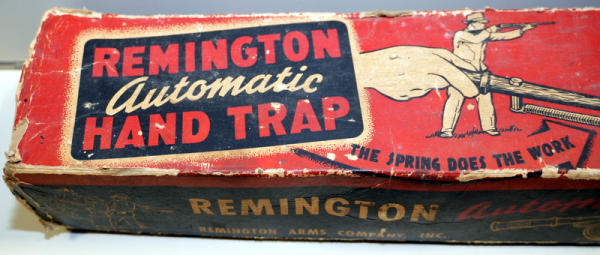 REMINGTON
Automatic
HAND TRAP
THE SPRING DOES THE WORK
REMINGTON
REMINGTON ARMS COMPANY, INC.